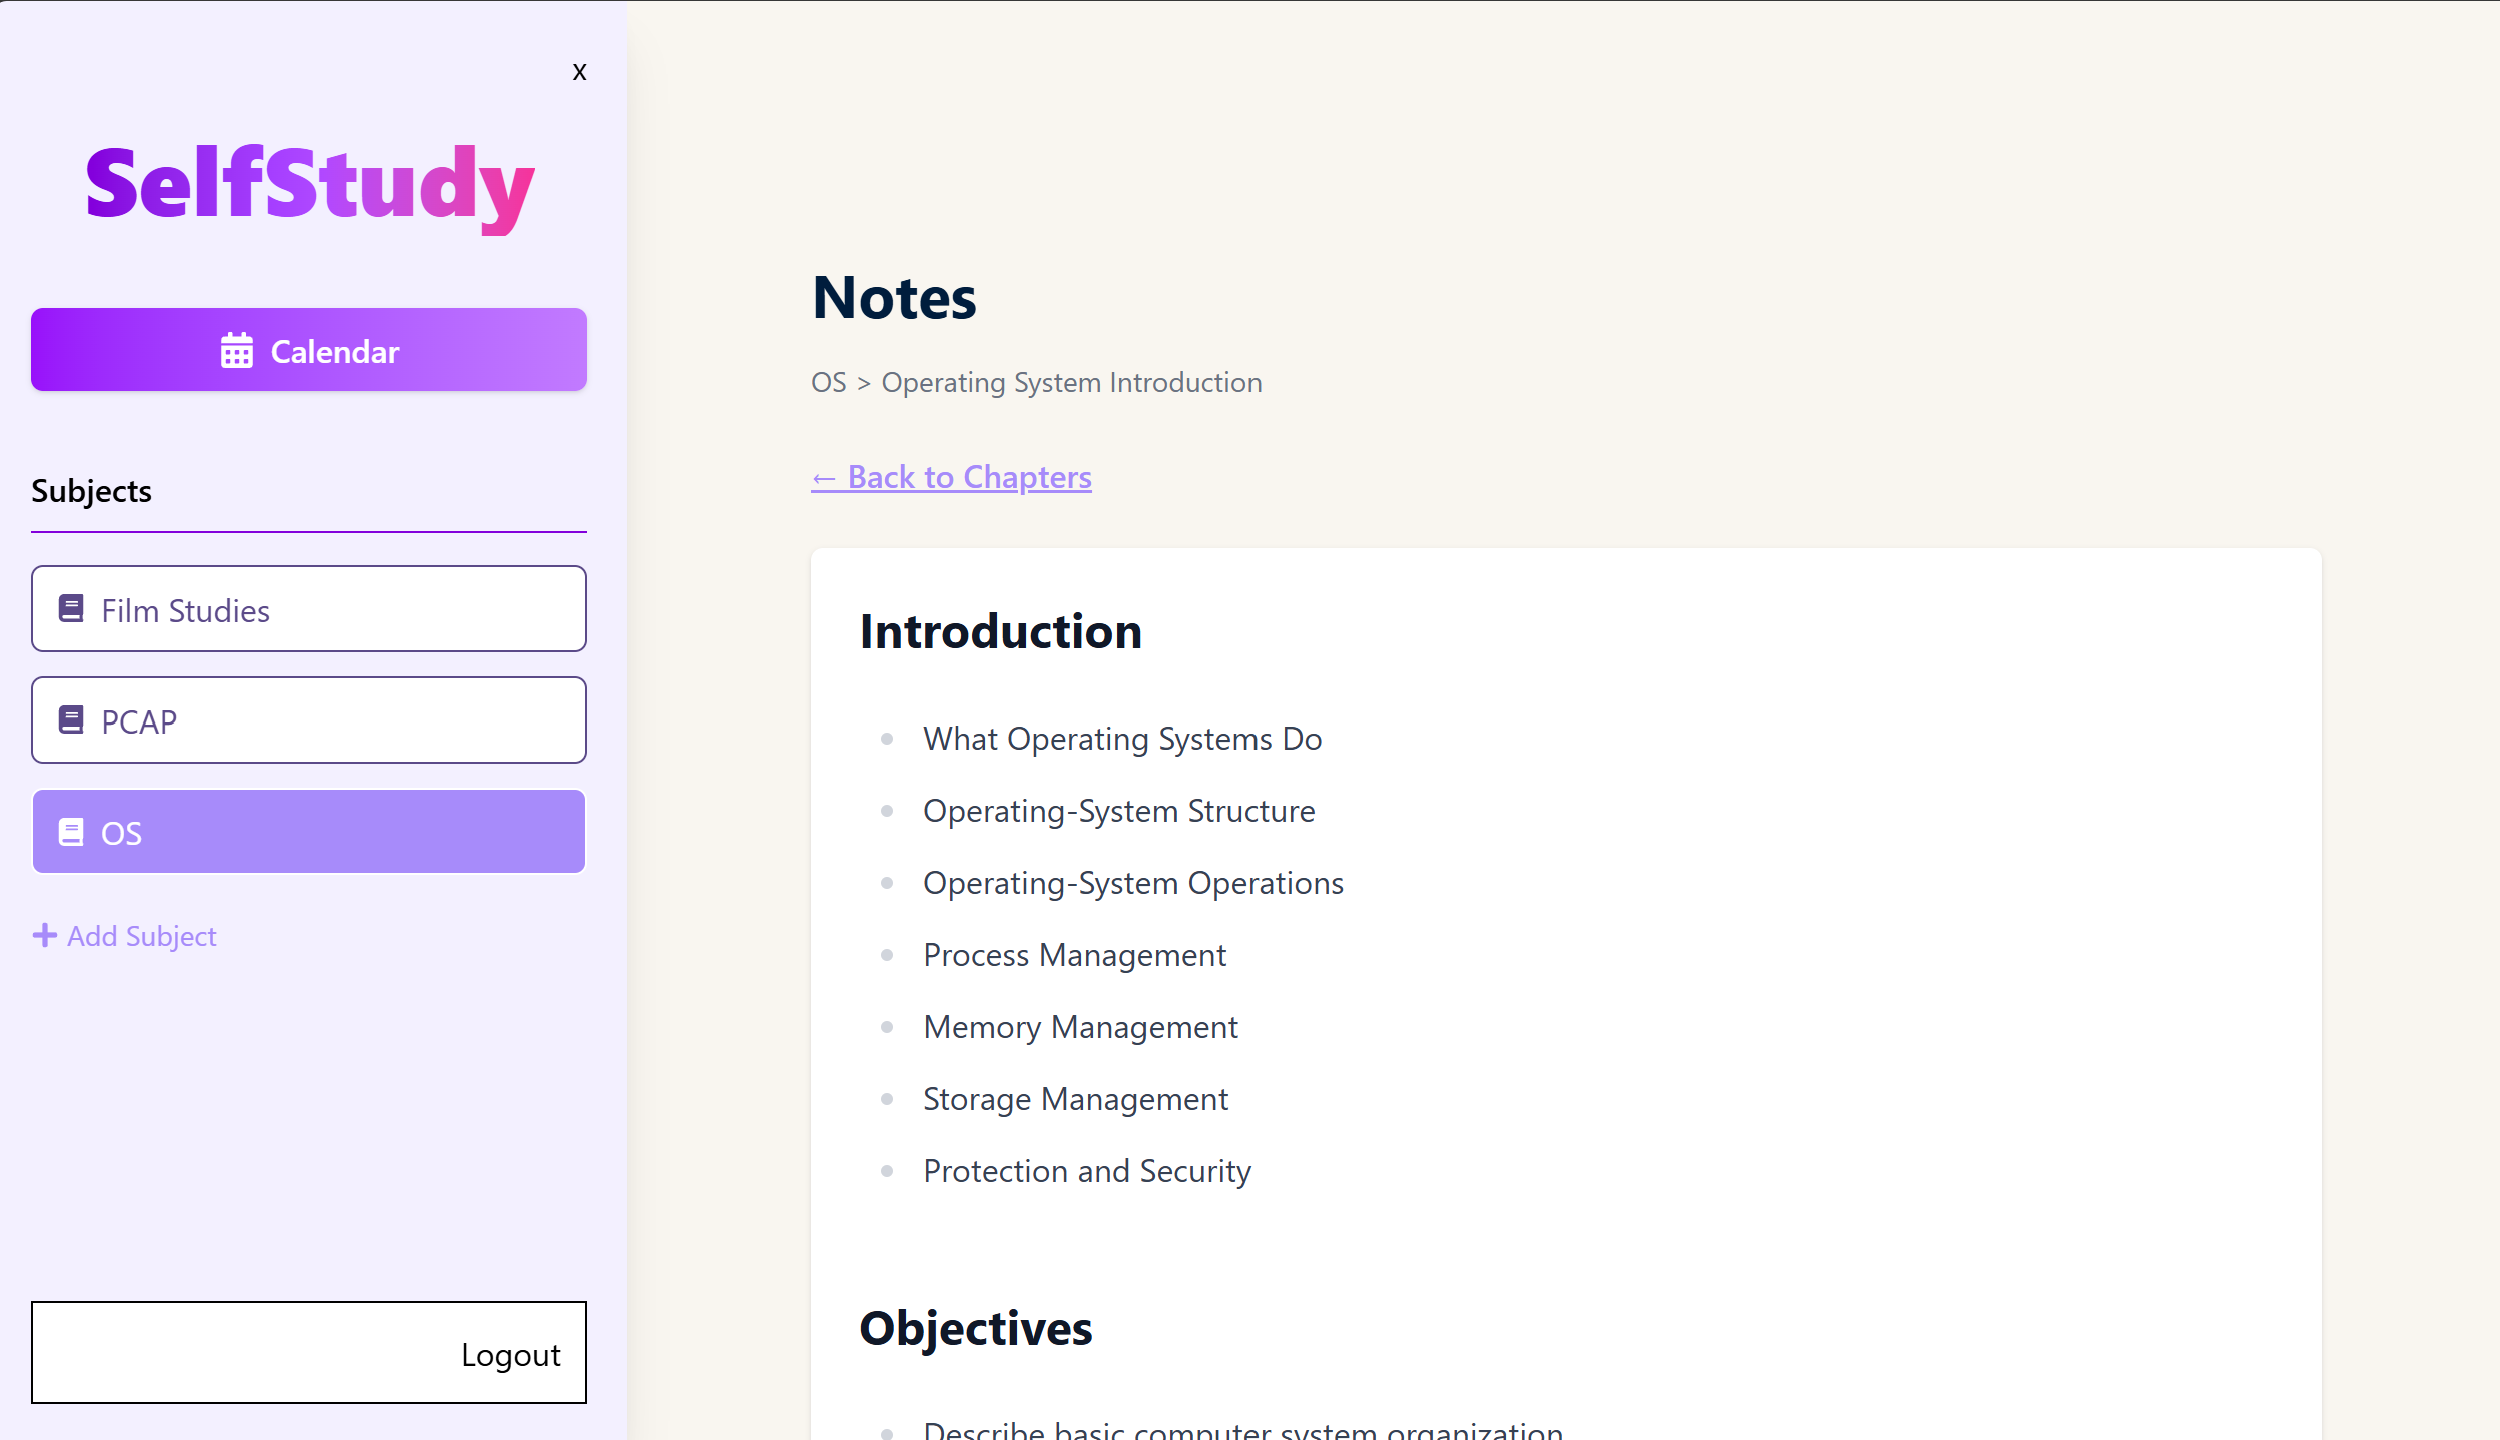 x
SelfStudy
Calendar
Subjects
Film Studies
PCAP
OS
Add Subject
Logout
Notes
OS > Operating System Introduction
← Back to Chapters
Introduction
What Operating Systems Do
Operating-System Structure
Operating-System Operations
Process Management
Memory Management
Storage Management
Protection and Security
Objectives
Describe basic computer system organization